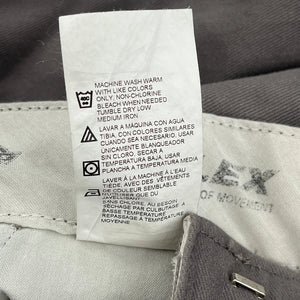 MACHINE WASH WARM
WITH LIKE COLORS
ONLY. NON-CHLORINE
BLEACH WHEN NEEDED
TUMBLE DRY LOW
MEDIUM IRON
LAVAR A MÁQUINA CON AGUA
TIBIA, CON COLORES SIMILARES
CUANDO SEA NECESARIO. USAR
ÚNICAMENTE BLANQUEADOR
SIN CLORO. SECAR A
TEMPERATURA BAJA. USAR
PLANCHA A TEMPERATURA MEDIA
LAVER À LA MACHINE À L'EAU
TIÈDE, AVEC DES VÊTEMENTS
DE COULEUR SEMBLABLE
JAVELLISANT
SANS CHLORE, AU BESOIN
SÉCHAGE PAR CULBUTAGE À
BASSE TEMPÉRATURE
REPASSAGE À TEMPÉRATURE
MOYENNE
EX
OF MOVEMENT